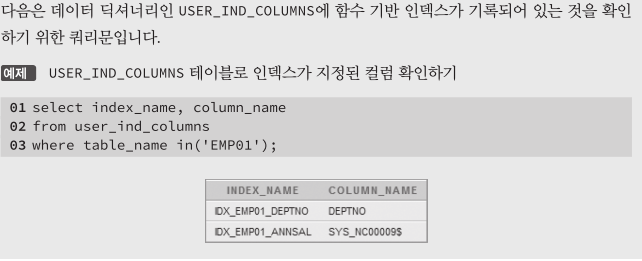 다음은 데이터 딕셔너리인 USER_IND_COLUMNS에 함수 기반 인덱스가 기록되어 있는 것을 확인
하기 위한 쿼리문입니다.
예제 USER_IND_COLUMNS 테이블로 인덱스가 지정된 컬럼 확인하기
01 select index_name, column_name
02 from user_ind_columns
03 where table_name in('EMP01');
INDEX_NAME COLUMN_NAME
IDX_EMP01_DEPTNO DEPTNO
IDX_EMP01_ANNSAL SYS_NC00009$